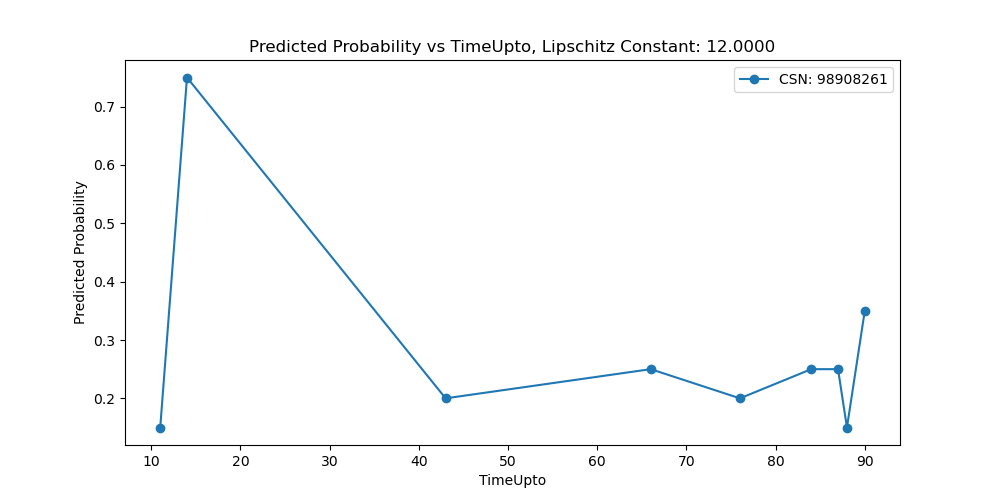 Predicted Probability vs TimeUpto, Lipschitz Constant: 12.0000
CSN: 98908261
Predicted Probability
0.7
0.6
0.5
0.4
0.3
0.2
10 20 30 40 50 60 70 80 90
TimeUpto